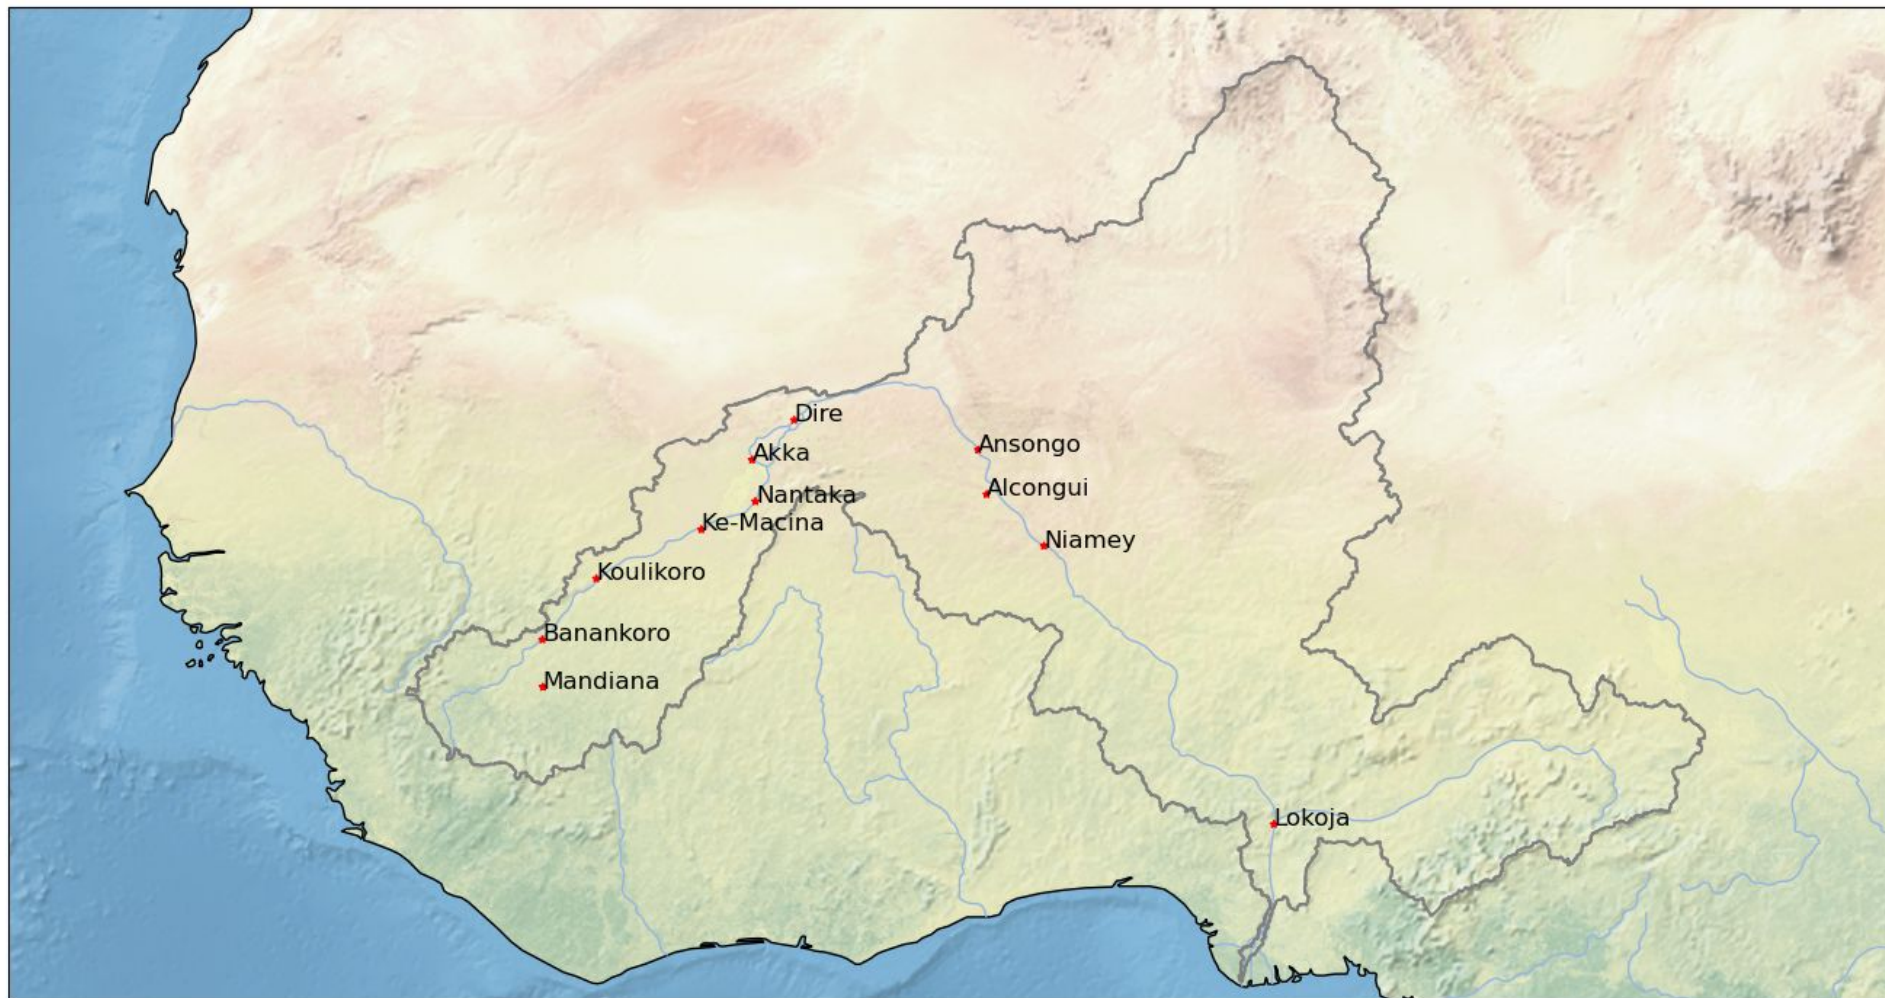 Dire
Ansongo
Akka
Alcongui
Nantaka
Ke-Macina
Niamey
Koulikoro
Banankoro
Mandiana
Lokoja